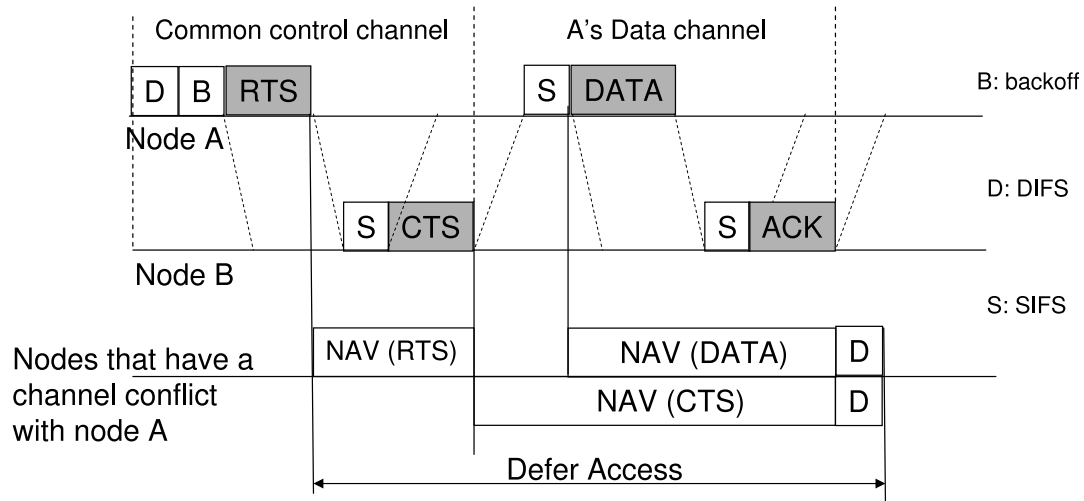 Common control channel
A's Data channel
D
B
RTS
S
DATA
B: backoff
Node A
D: DIFS
S
CTS
S
ACK
Node B
S: SIFS
Nodes that have a
channel conflict
with node A
NAV (RTS)
NAV (DATA)
D
NAV (CTS)
D
Defer Access